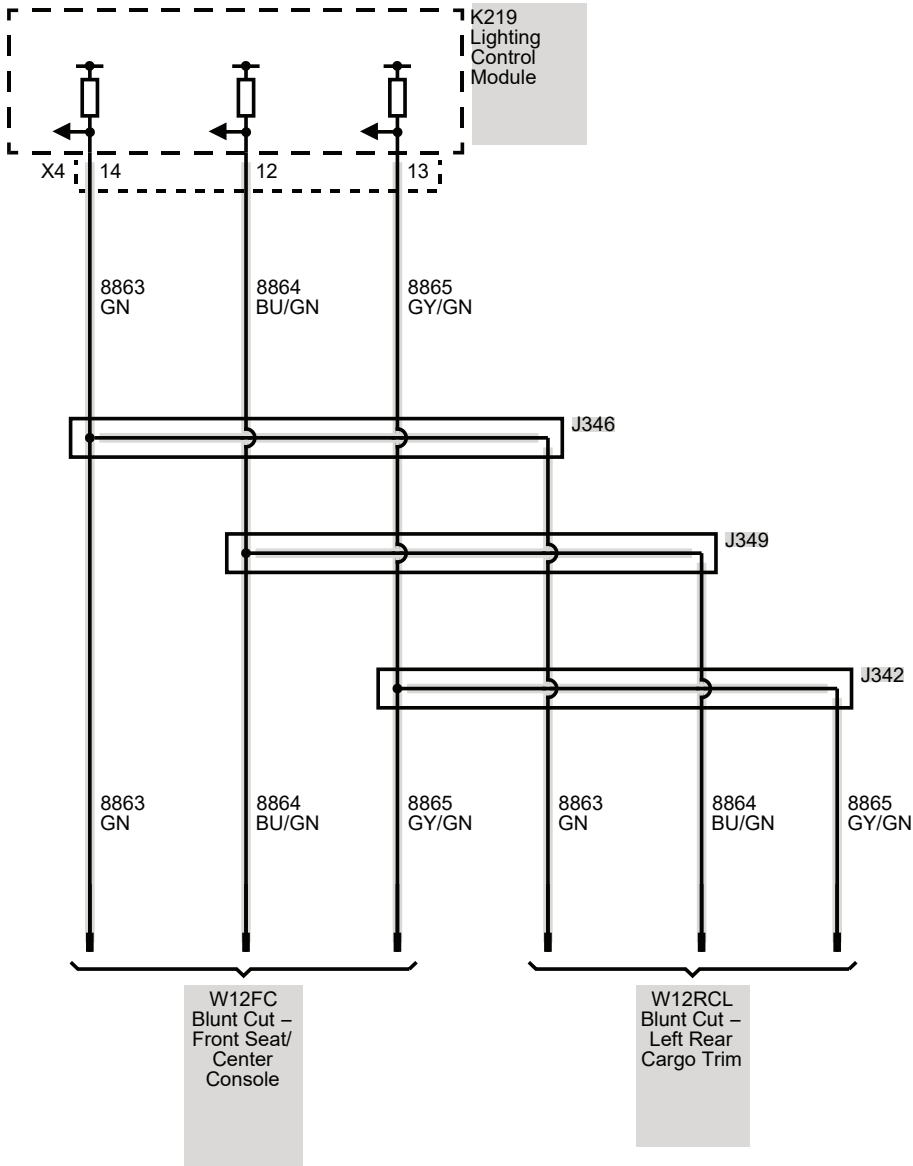 K219
Lighting
Control
Module
X4
14
12
13
8863
GN
8864
BU/GN
8865
GY/GN
J346
J349
J342
8863
GN
8864
BU/GN
8865
GY/GN
8863
GN
8864
BU/GN
8865
GY/GN
W12FC
Blunt Cut –
Front Seat/
Center
Console
W12RCL
Blunt Cut –
Left Rear
Cargo Trim